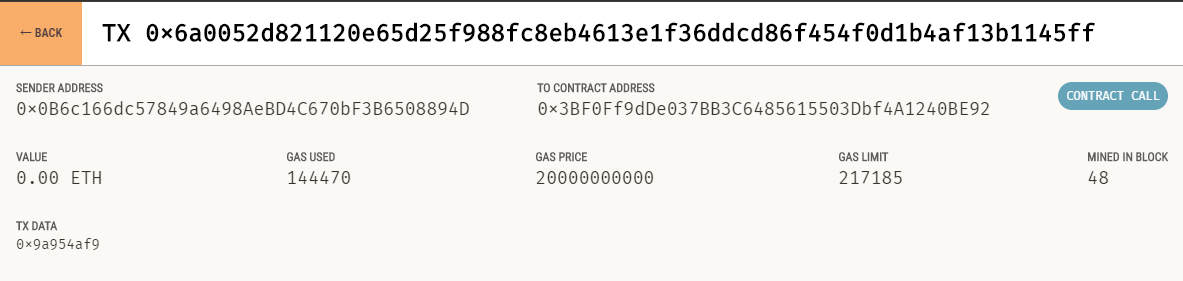 ← BACK
TX 0×6a0052d821120e65d25f988fc8eb4613e1f36ddcd86f454f0d1b4af13b1145ff
SENDER ADDRESS
0×0B6c166dc57849a6498AeBD4C670bF3B6508894D
TO CONTRACT ADDRESS
0×3BF0Ff9dDe037BB3C6485615503Dbf4A1240BE92
CONTRACT CALL
VALUE
0.00 ETH
GAS USED
144470
GAS PRICE
20000000000
GAS LIMIT
217185
MINED IN BLOCK
48
TX DATA
0×9a954af9